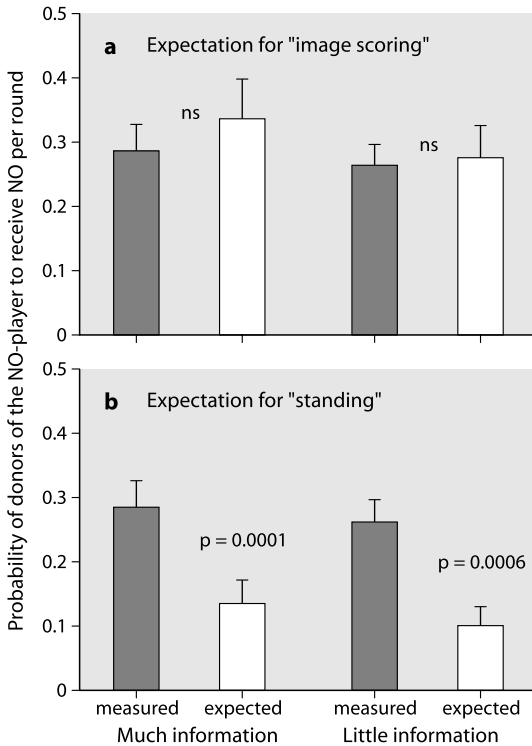 Probability of donors of the NO-player to receive NO per round
0.5
a Expectation for "image scoring"
0.4
ns
0.3
ns
0.2
0.1
0
0.5
b Expectation for "standing"
0.4
0.3
p = 0.0001
0.2
p = 0.0006
0.1
0
measured expected measured expected
Much information Little information